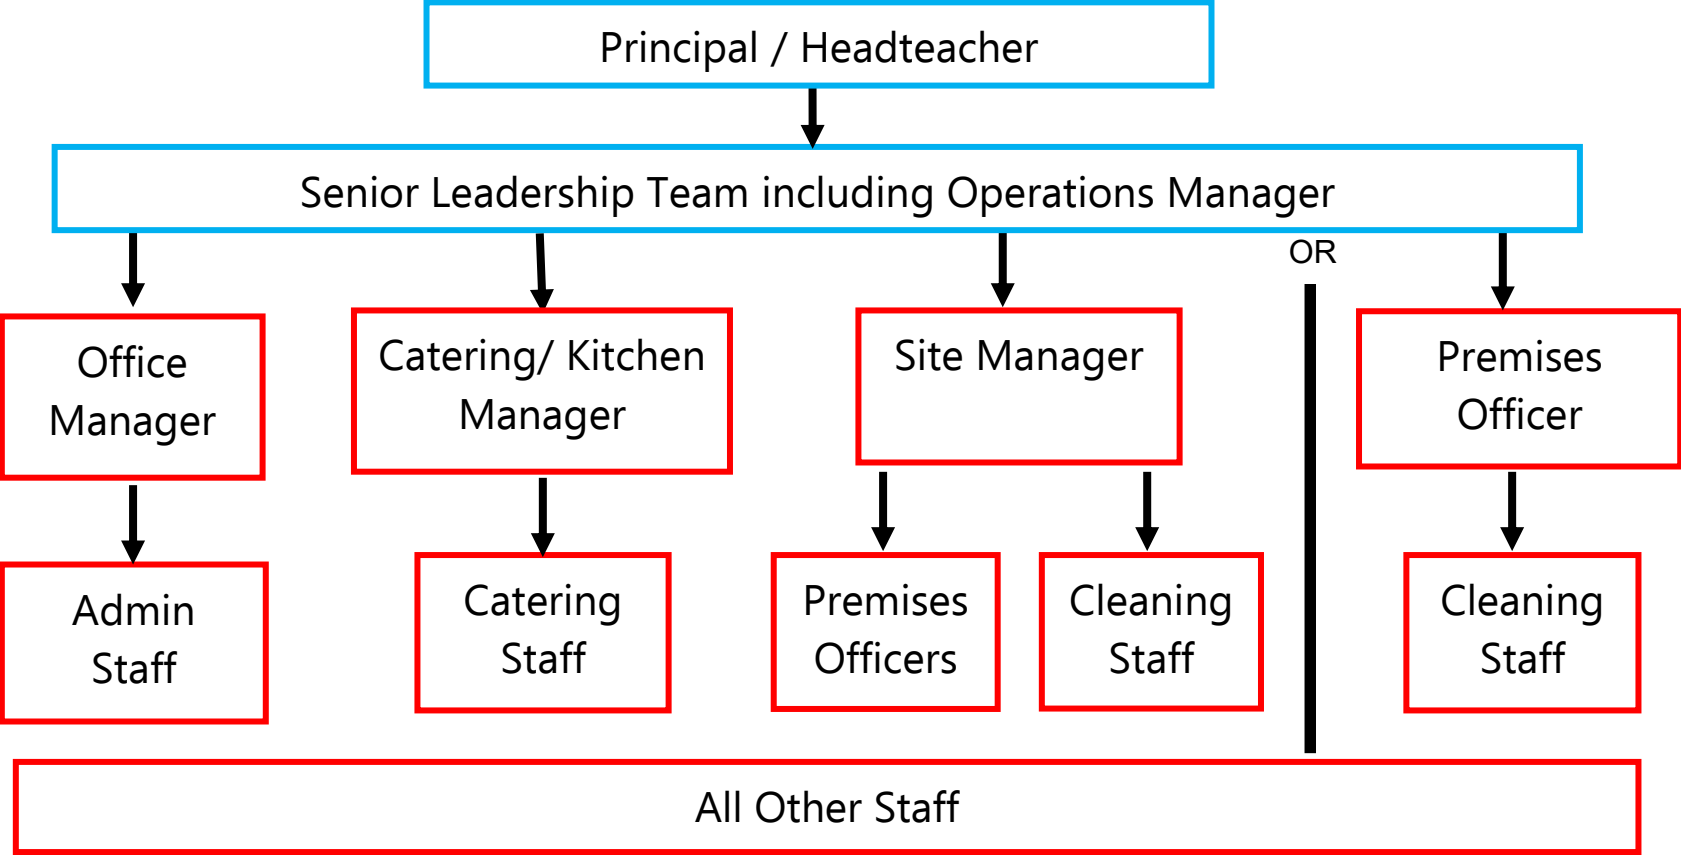 Principal / Headteacher
Senior Leadership Team including Operations Manager
OR
Office
Manager
Catering/ Kitchen
Manager
Site Manager
Premises
Officer
Admin
Staff
Catering
Staff
Premises
Officers
Cleaning
Staff
Cleaning
Staff
All Other Staff